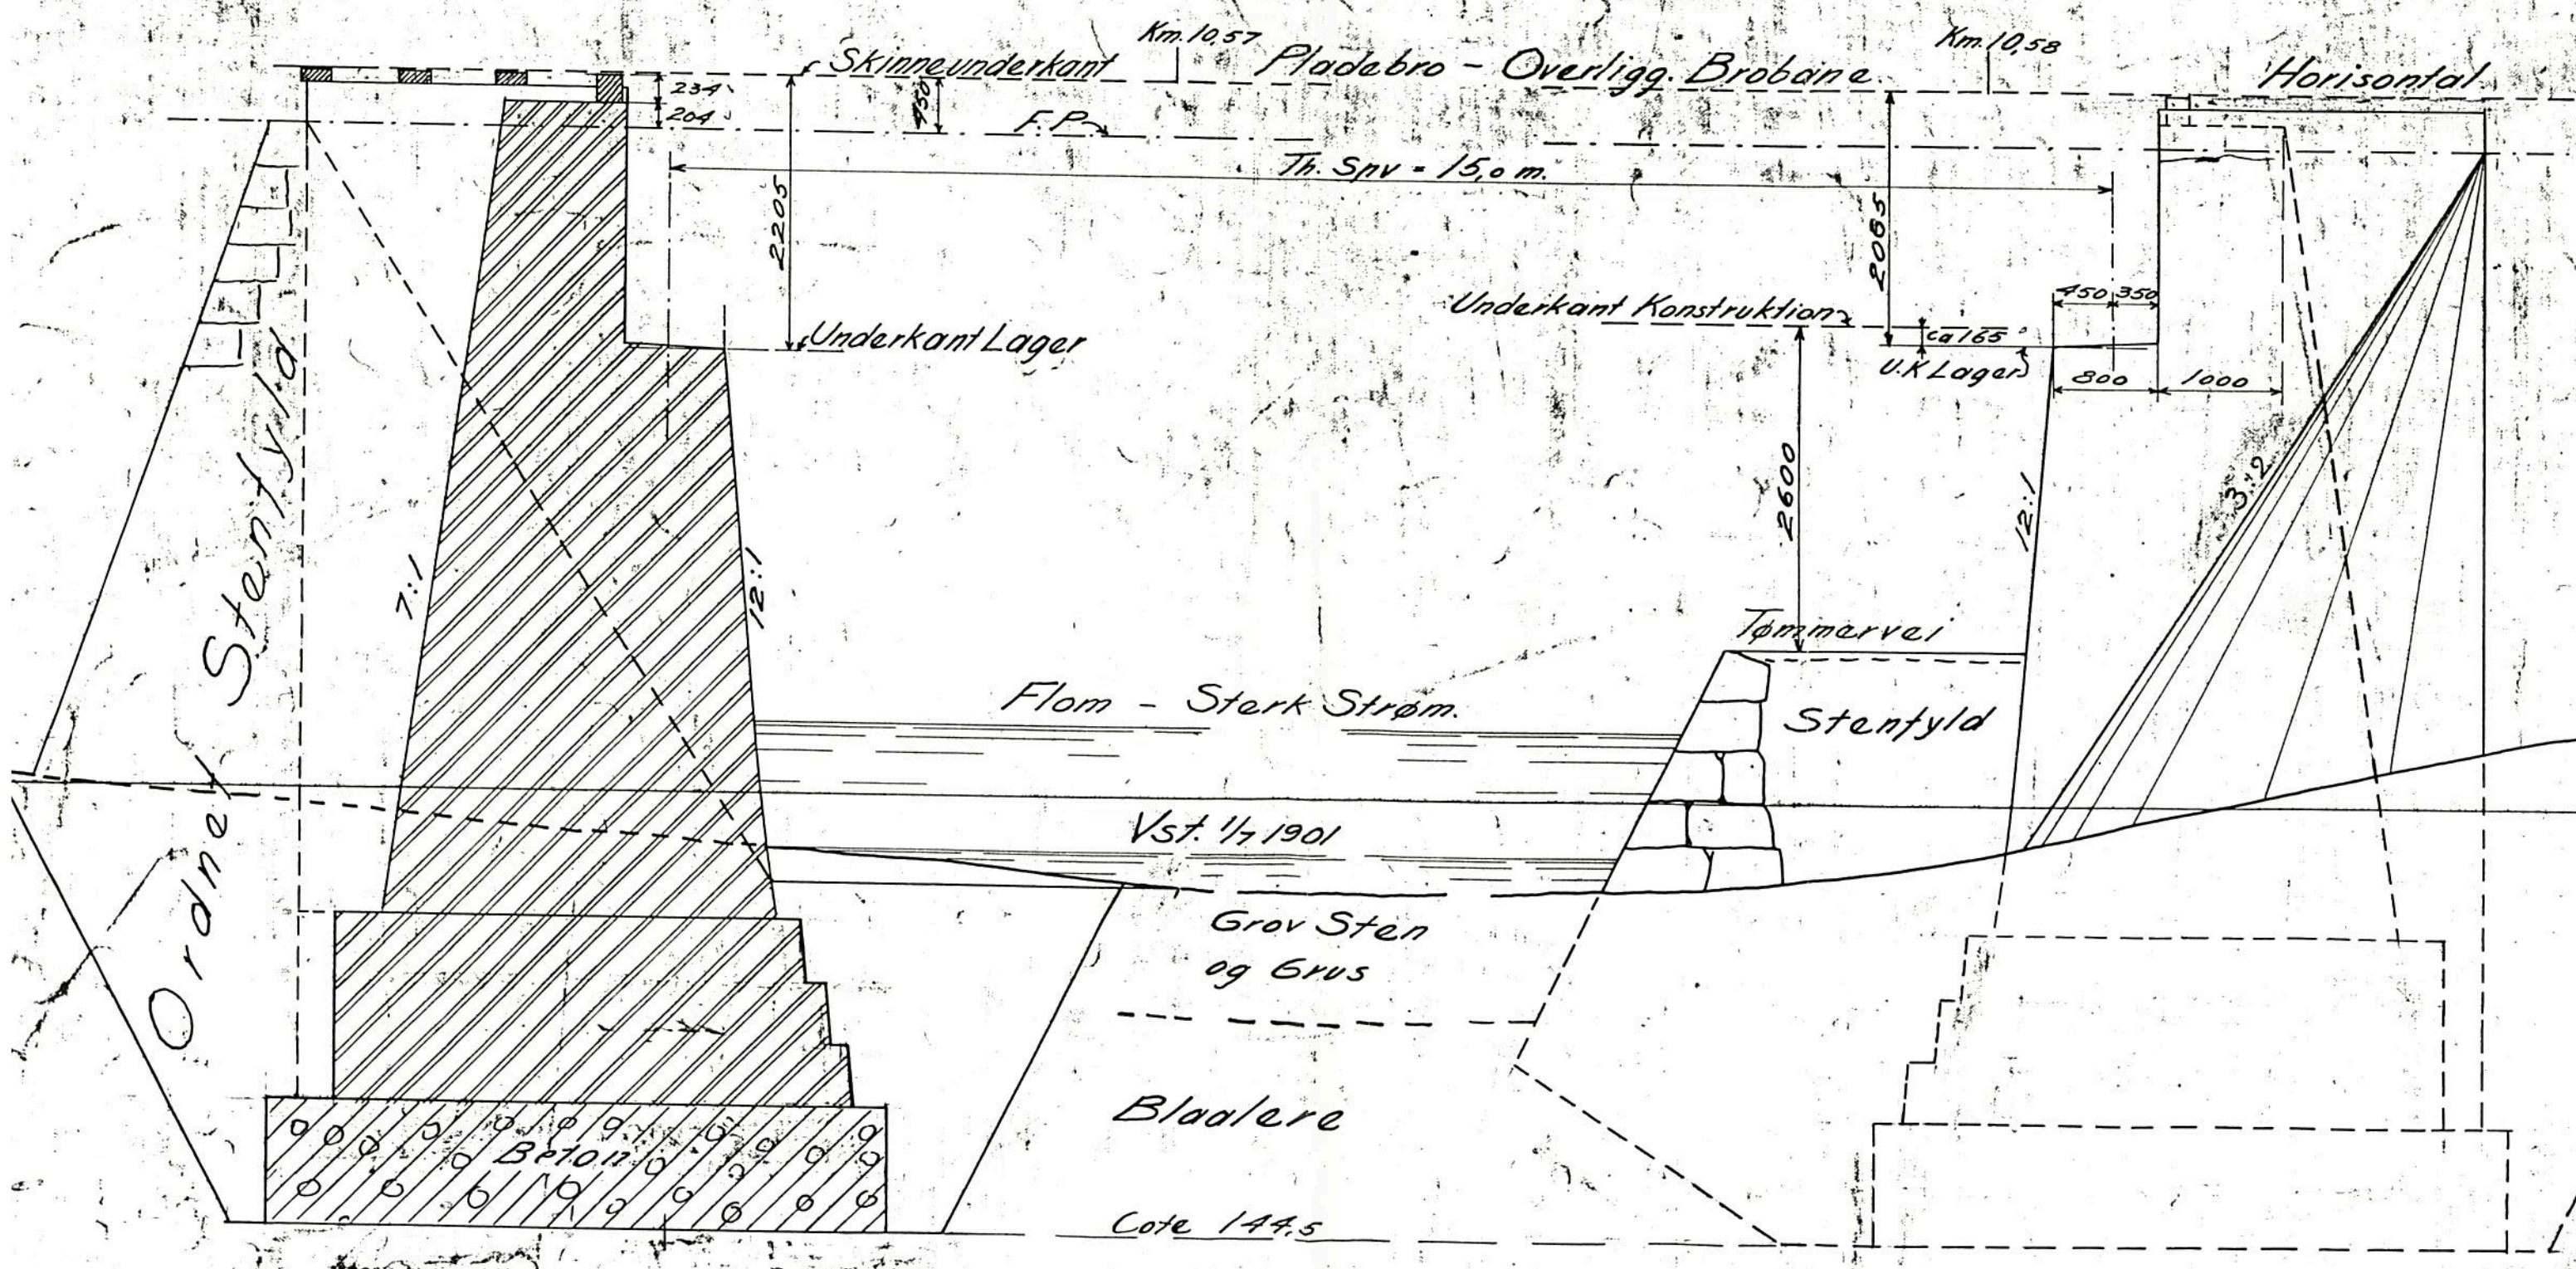 Km. 10,57
Km. 10,58
Skinneunderkant
Pladebro - Overligg. Brobane.
Horisontal
234
204
450
F.P.
Th. Spv = 15,0 m.
2205
2085
450 350
Underkant Konstruktion
ca 165
Underkant Lager
U.K Lager
800
1000
Ordnet Stenfyld
7:1
12:1
2600
12:1
3:2
Tømmervei
Flom - Sterk Strøm.
Stenfyld
Vst. 1/7 1901
Grov Sten
og Grus
Blaalere
Beton
Cote 144,5